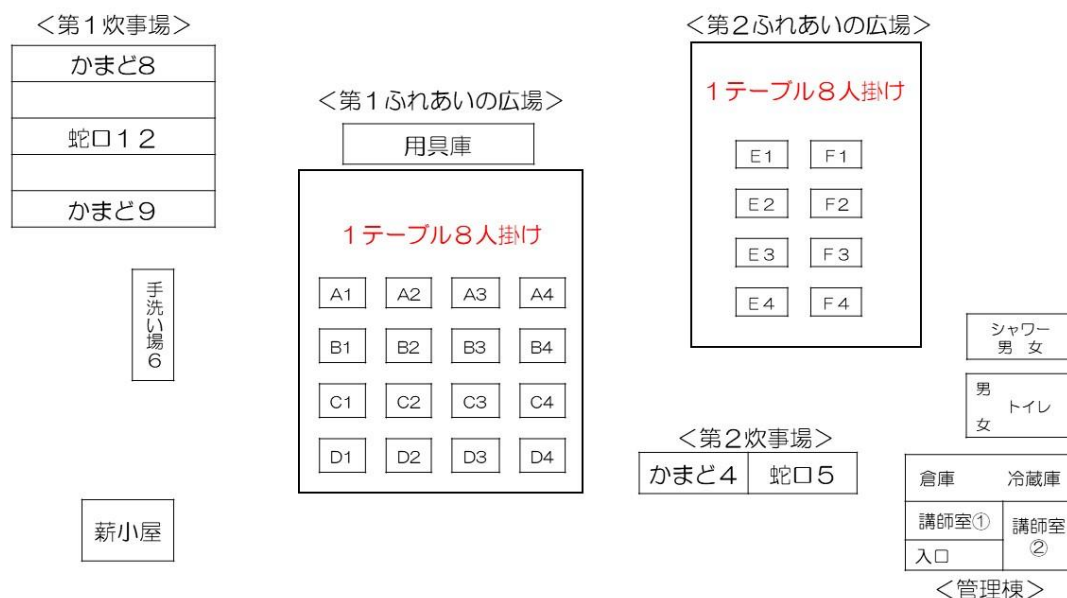 ＜第１炊事場＞
かまど８
蛇口１２
かまど９
手洗い場６
薪小屋
＜第１ふれあいの広場＞
用具庫
１テーブル８人掛け
A1 A2 A3 A4
B1 B2 B3 B4
C1 C2 C3 C4
D1 D2 D3 D4
＜第２ふれあいの広場＞
１テーブル８人掛け
E1 F1
E2 F2
E3 F3
E4 F4
＜第２炊事場＞
かまど４ 蛇口５
シャワー
男 女
男
トイレ
女
倉庫 冷蔵庫
講師室①
講師室
②
入口
＜管理棟＞